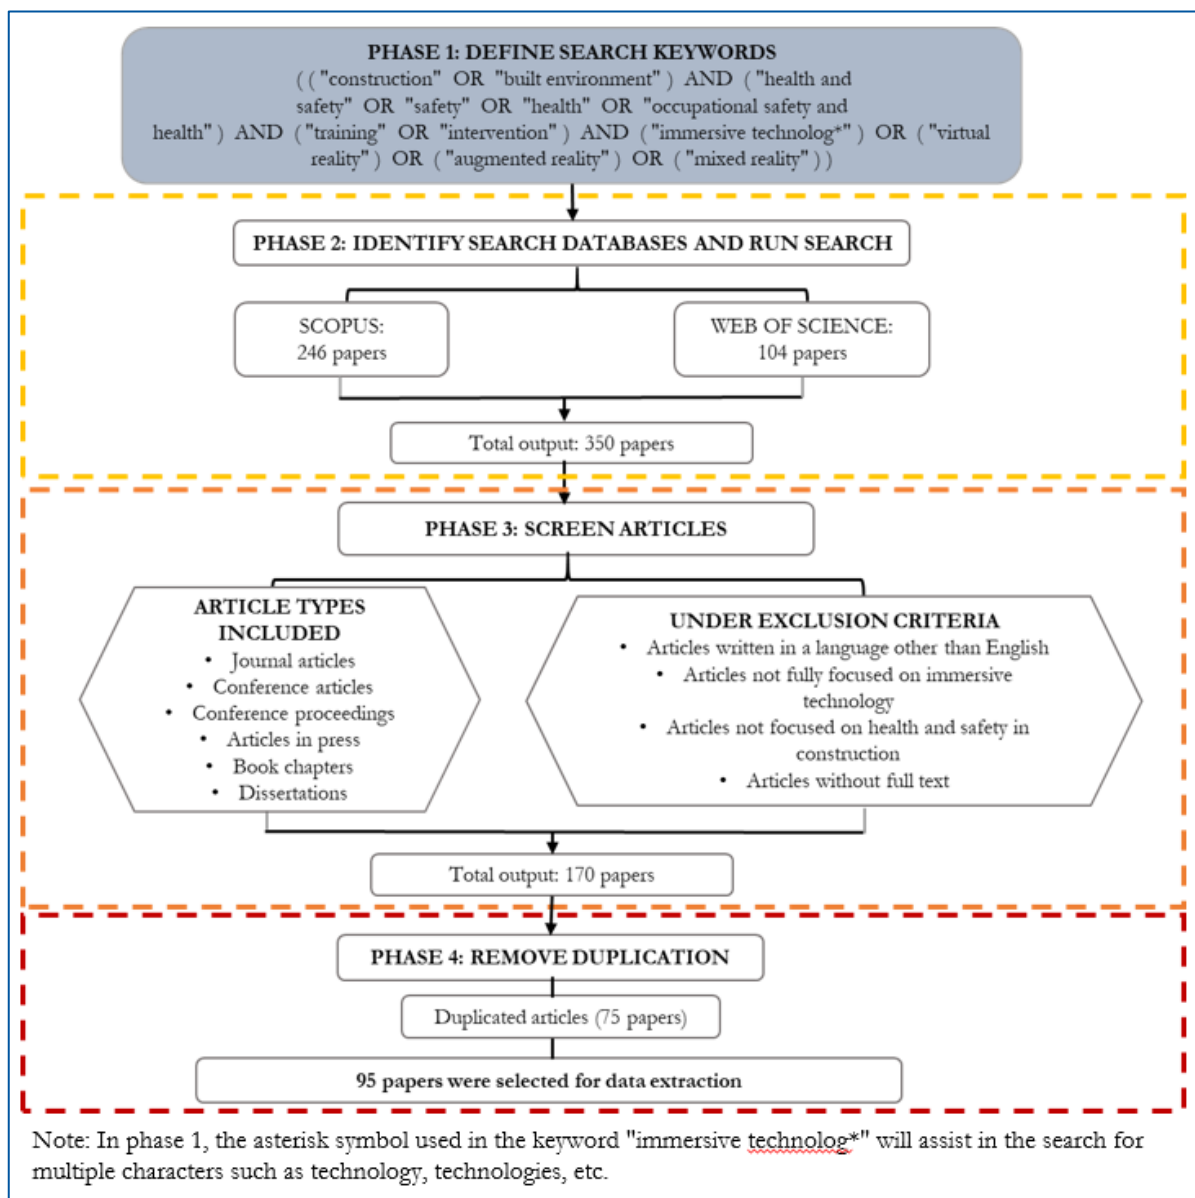 PHASE 1: DEFINE SEARCH KEYWORDS
( ( "construction" OR "built environment" ) AND ( "health and
safety" OR "safety" OR "health" OR "occupational safety and
health" ) AND ( "training" OR "intervention" ) AND ( "immersive technolog*" ) OR ( "virtual
reality" ) OR ( "augmented reality" ) OR ( "mixed reality" ) )
PHASE 2: IDENTIFY SEARCH DATABASES AND RUN SEARCH
SCOPUS:
246 papers
WEB OF SCIENCE:
104 papers
Total output: 350 papers
PHASE 3: SCREEN ARTICLES
ARTICLE TYPES
INCLUDED
• Journal articles
• Conference articles
• Conference proceedings
• Articles in press
• Book chapters
• Dissertations
UNDER EXCLUSION CRITERIA
• Articles written in a language other than English
• Articles not fully focused on immersive
technology
• Articles not focused on health and safety in
construction
• Articles without full text
Total output: 170 papers
PHASE 4: REMOVE DUPLICATION
Duplicated articles (75 papers)
95 papers were selected for data extraction
Note: In phase 1, the asterisk symbol used in the keyword "immersive technolog*" will assist in the search for
multiple characters such as technology, technologies, etc.